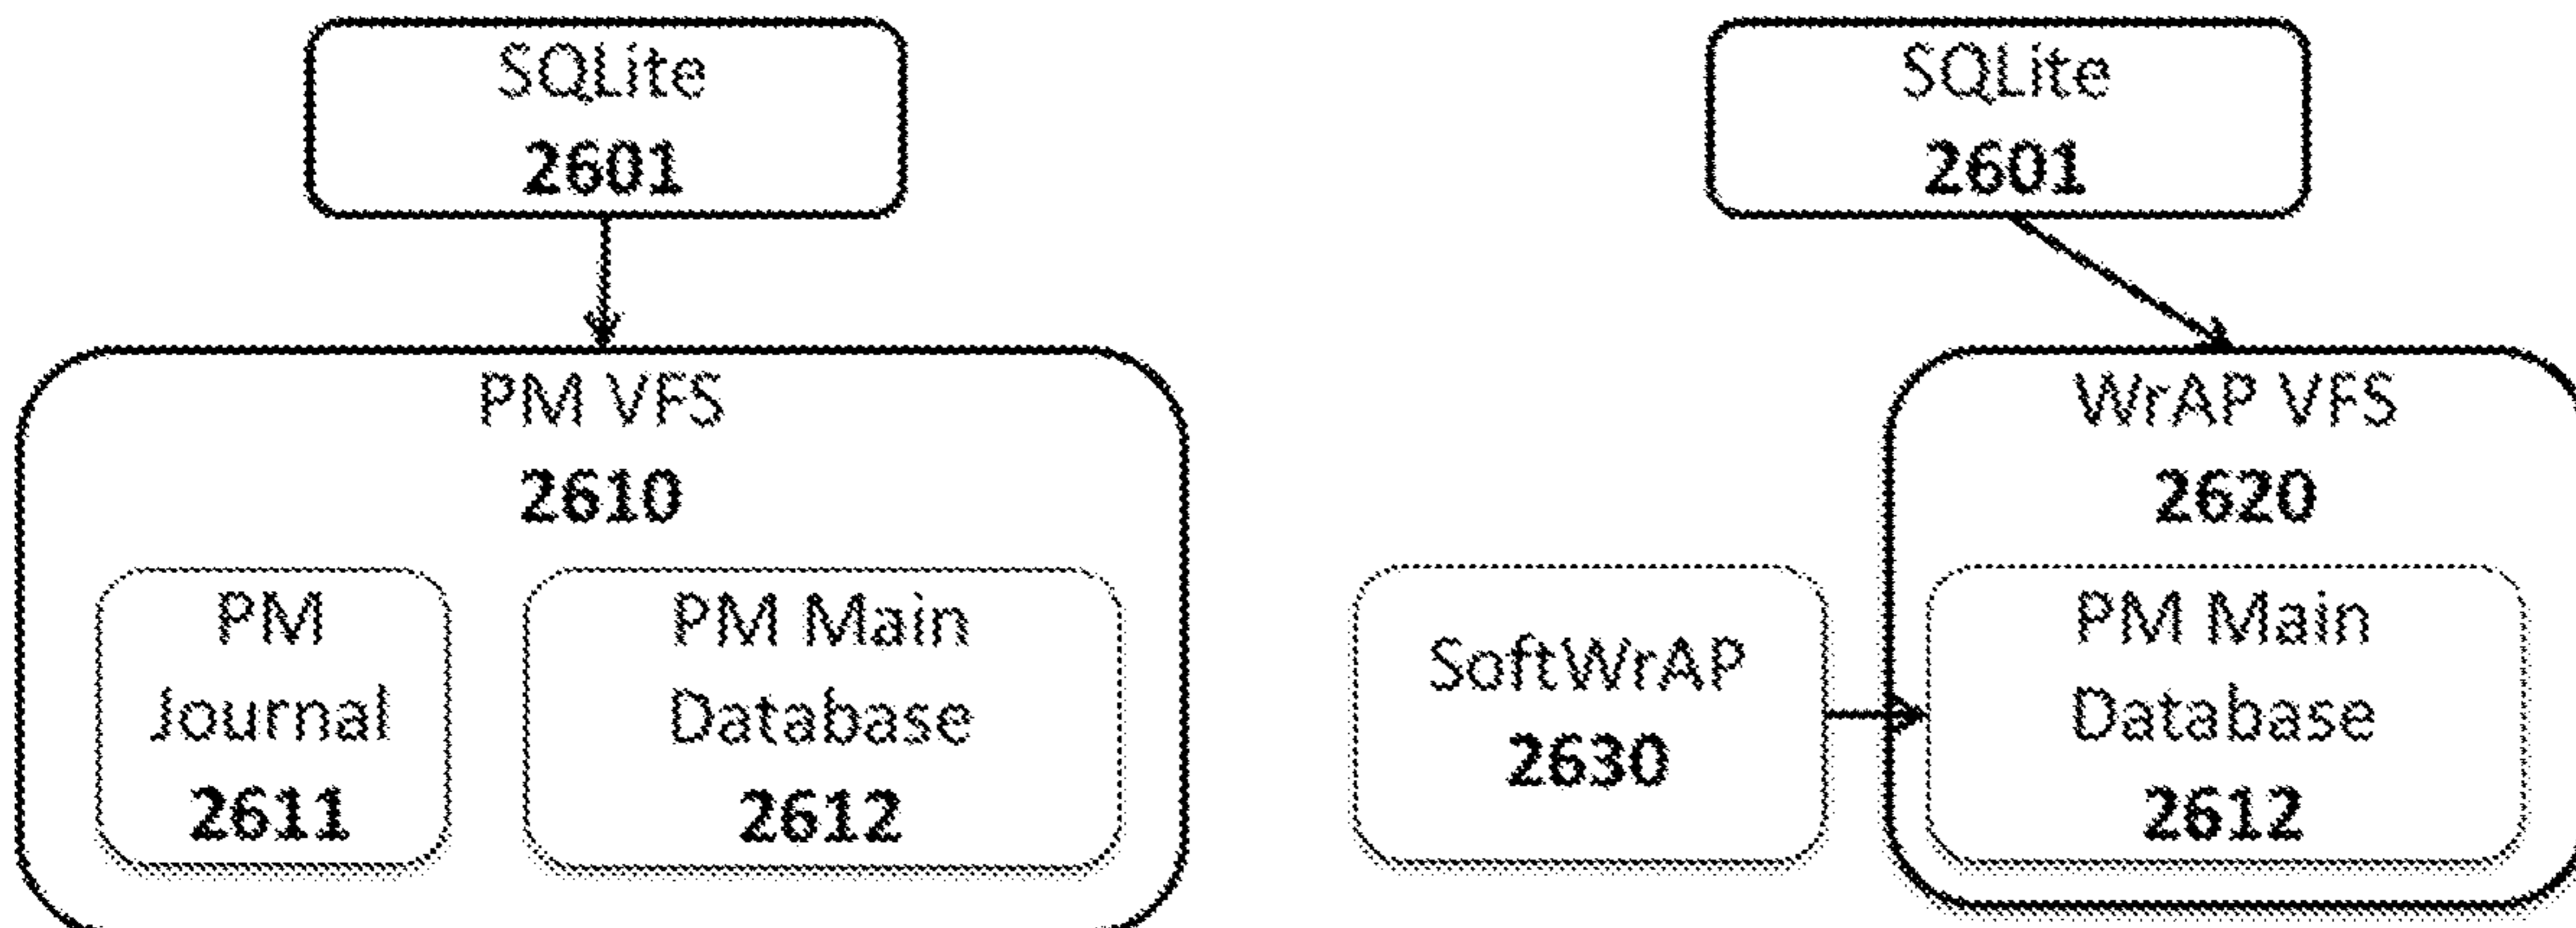 SQLite
2601
PM VFS
2610
PM
Journal
2611
PM Main
Database
2612
SQLite
2601
WrAP VFS
2620
SoftWrAP
2630
PM Main
Database
2612